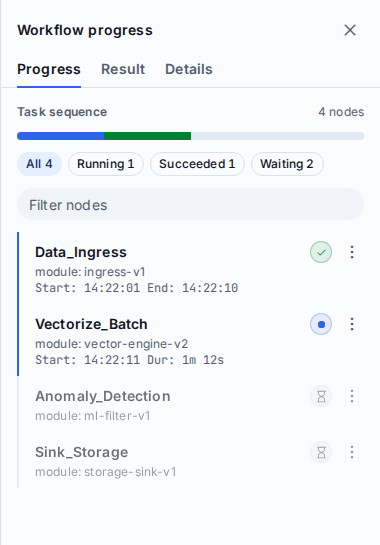 Workflow progress
Progress Result Details
Task sequence 4 nodes
All 4 Running 1 Succeeded 1 Waiting 2
Filter nodes
Data_Ingress
module: ingress-v1
Start: 14:22:01 End: 14:22:10
Vectorize_Batch
module: vector-engine-v2
Start: 14:22:11 Dur: 1m 12s
Anomaly_Detection
module: ml-filter-v1
Sink_Storage
module: storage-sink-v1